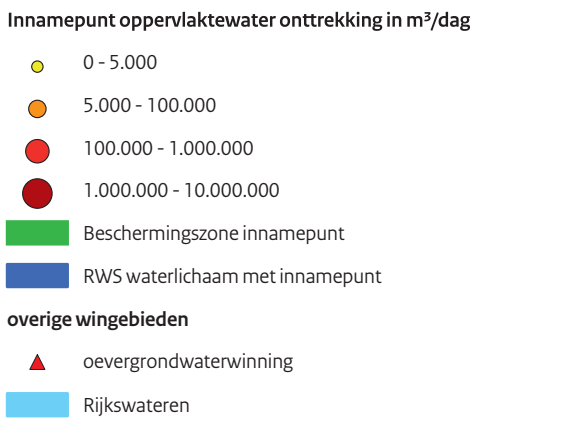 Innamepunt oppervlaktewater onttrekking in m³/dag
0 - 5.000
5.000 - 100.000
100.000 - 1.000.000
1.000.000 - 10.000.000
Beschermingszone innamepunt
RWS waterlichaam met innamepunt
overige wingebieden
oevergrondwaterwinning
Rijkswateren